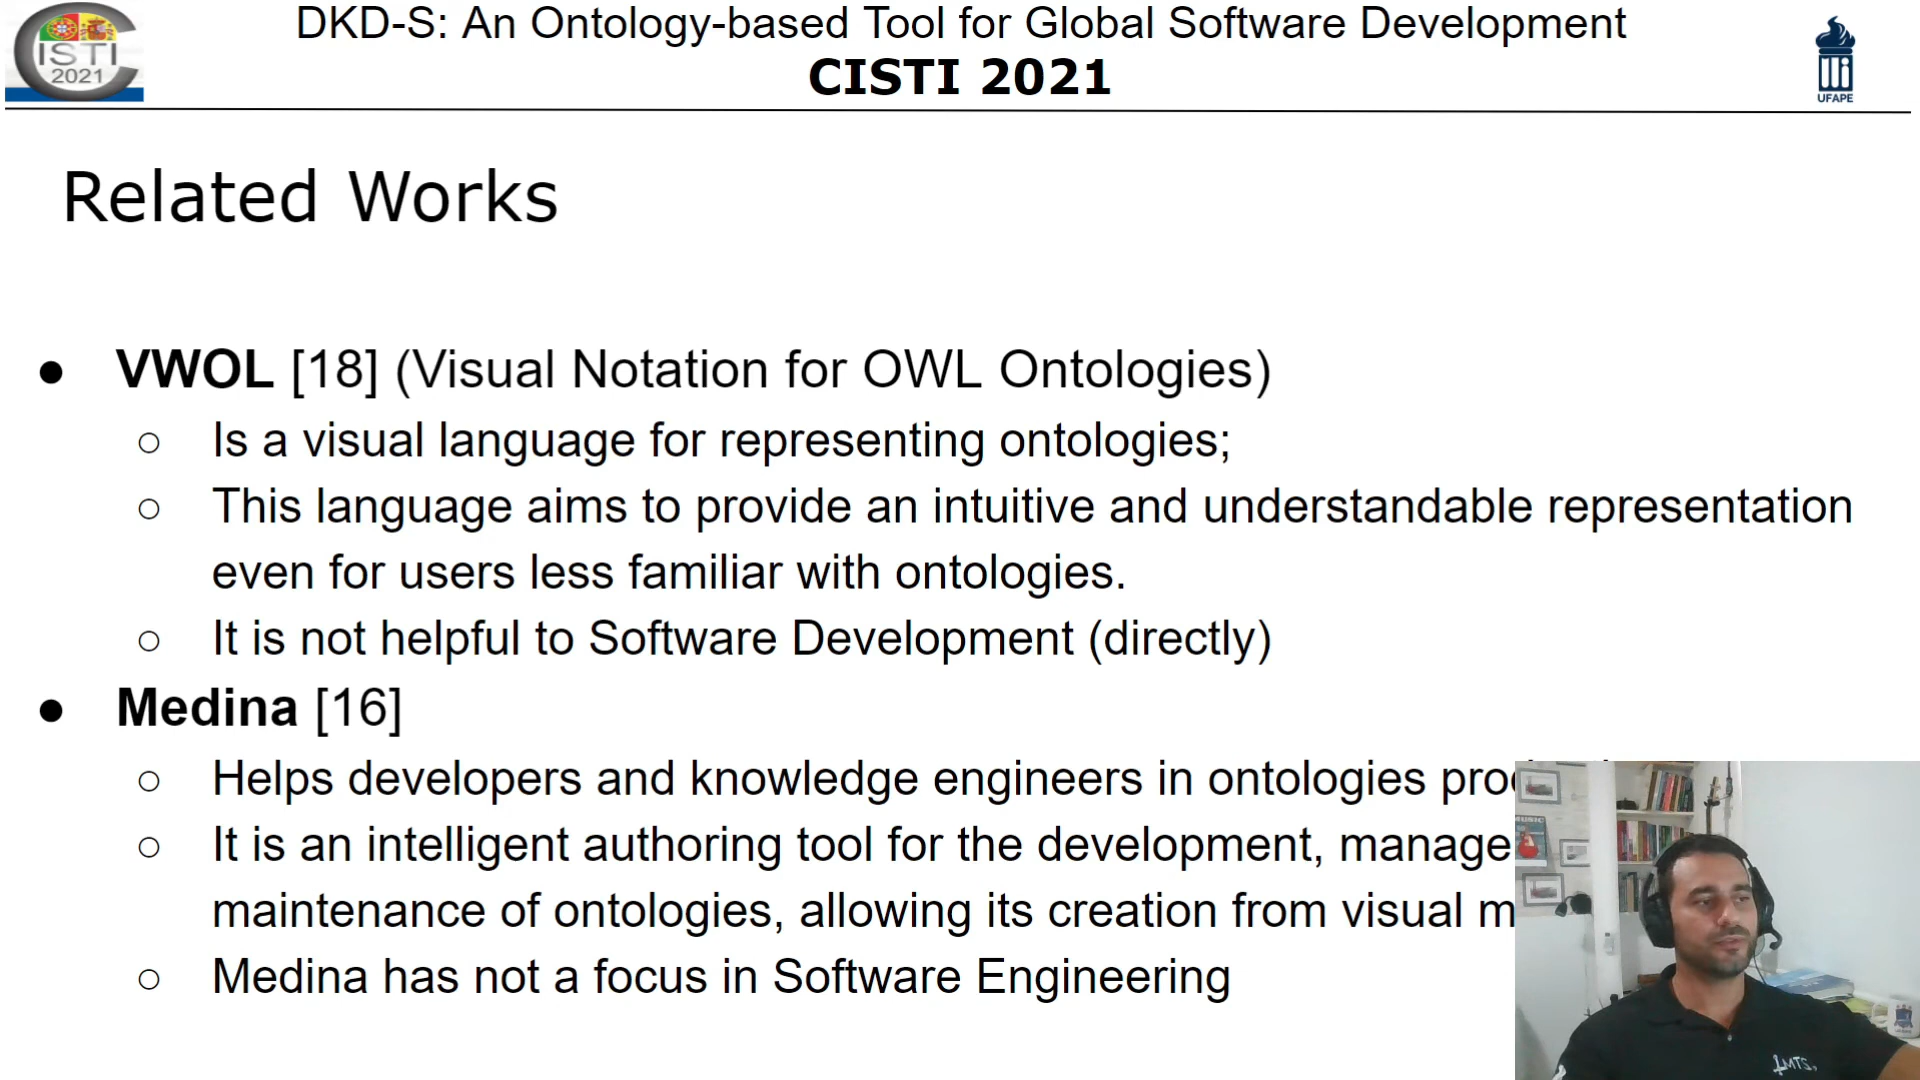 DKD-S: An Ontology-based Tool for Global Software Development
CISTI 2021
ISTI
2021
UFAPE
Related Works
● VWOL [18] (Visual Notation for OWL Ontologies)
○ Is a visual language for representing ontologies;
○ This language aims to provide an intuitive and understandable representation
even for users less familiar with ontologies.
○ It is not helpful to Software Development (directly)
● Medina [16]
○ Helps developers and knowledge engineers in ontologies
○ It is an intelligent authoring tool for the development, manage
maintenance of ontologies, allowing its creation from visual
○ Medina has not a focus in Software Engineering
MUSIC
LMTS